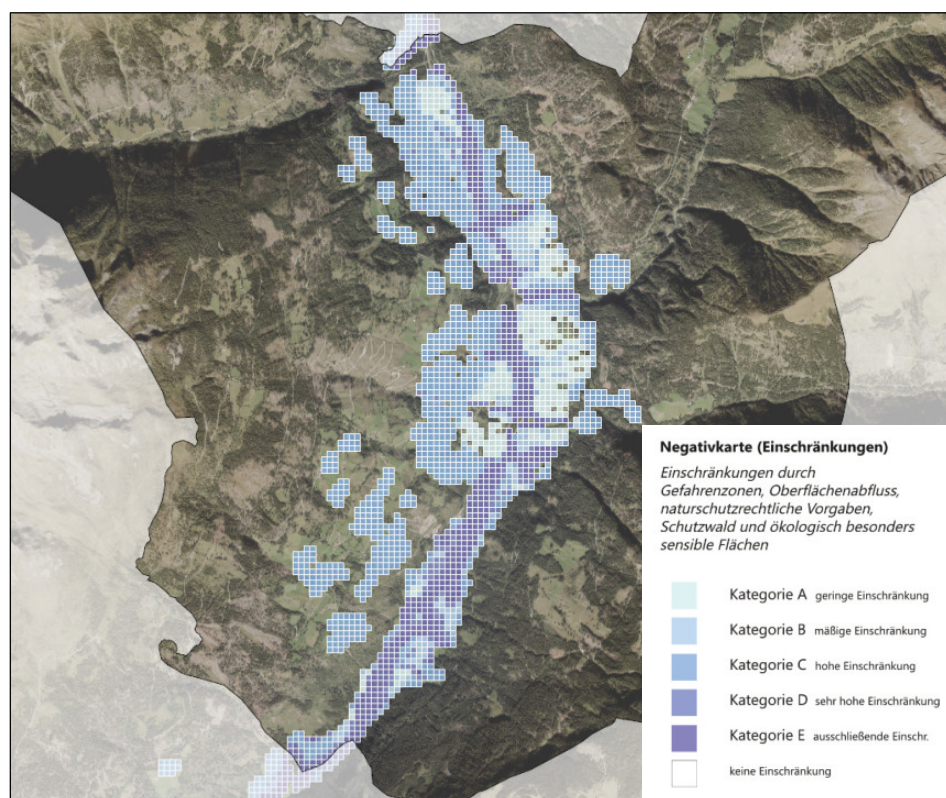 Negativkarte (Einschränkungen)
Einschränkungen durch
Gefahrenzonen, Oberflächenabfluss,
naturschutzrechtliche Vorgaben,
Schutzwald und ökologisch besonders
sensible Flächen
Kategorie A geringe Einschränkung
Kategorie B mäßige Einschränkung
Kategorie C hohe Einschränkung
Kategorie D sehr hohe Einschränkung
Kategorie E ausschließende Einschr.
keine Einschränkung